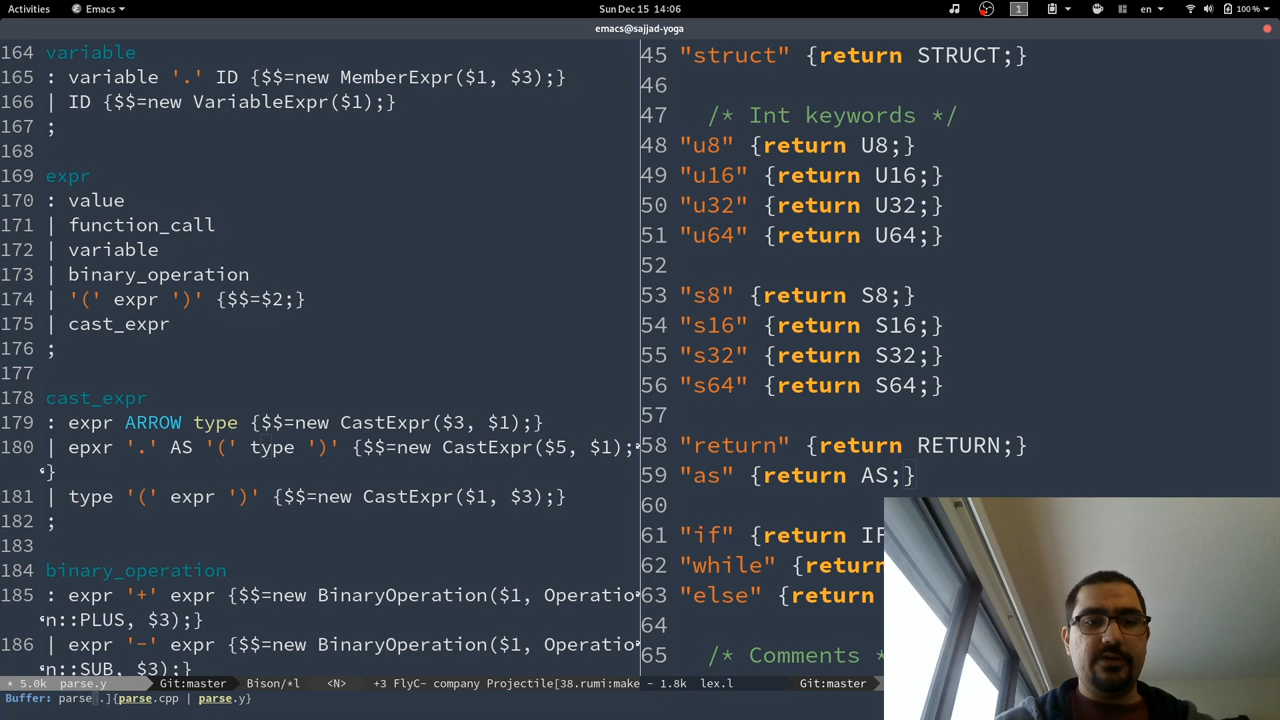 Activities Emacs Sun Dec 15 14:06 1 en 100 %
emacs@sajjad-yoga
164 variable
165 : variable '.' ID {$$=new MemberExpr($1, $3);}
166 | ID {$$=new VariableExpr($1);}
167 ;
168
169 expr
170 : value
171 | function_call
172 | variable
173 | binary_operation
174 | '(' expr ')' {$$=$2;}
175 | cast_expr
176 ;
177
178 cast_expr
179 : expr ARROW type {$$=new CastExpr($3, $1);}
180 | epxr '.' AS '(' type ')' {$$=new CastExpr($5, $1);
}
181 | type '(' expr ')' {$$=new CastExpr($1, $3);}
182 ;
183
184 binary_operation
185 : expr '+' expr {$$=new BinaryOperation($1, Operatio
n::PLUS, $3);}
186 | expr '-' expr {$$=new BinaryOperation($1, Operatio
n::SUB, $3);}
* 5.0k parse.y Git:master Bison/*l <N> +3 FlyC- company Projectile[38.rumi:make
45 "struct" {return STRUCT;}
46
47 /* Int keywords */
48 "u8" {return U8;}
49 "u16" {return U16;}
50 "u32" {return U32;}
51 "u64" {return U64;}
52
53 "s8" {return S8;}
54 "s16" {return S16;}
55 "s32" {return S32;}
56 "s64" {return S64;}
57
58 "return" {return RETURN;}
59 "as" {return AS;}
60
61 "if" {return IF
62 "while" {return
63 "else" {return
64
65 /* Comments *
- 1.8k lex.l Git:master
Buffer: parse[.]{parse.cpp | parse.y}